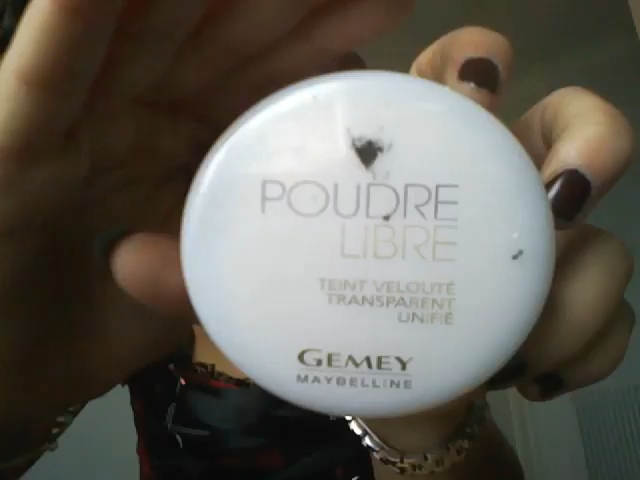 POUDRE
LIBRE
TEINT VELOUTÉ
TRANSPARENT
UNIFIÉ
GEMEY
MAYBELLINE